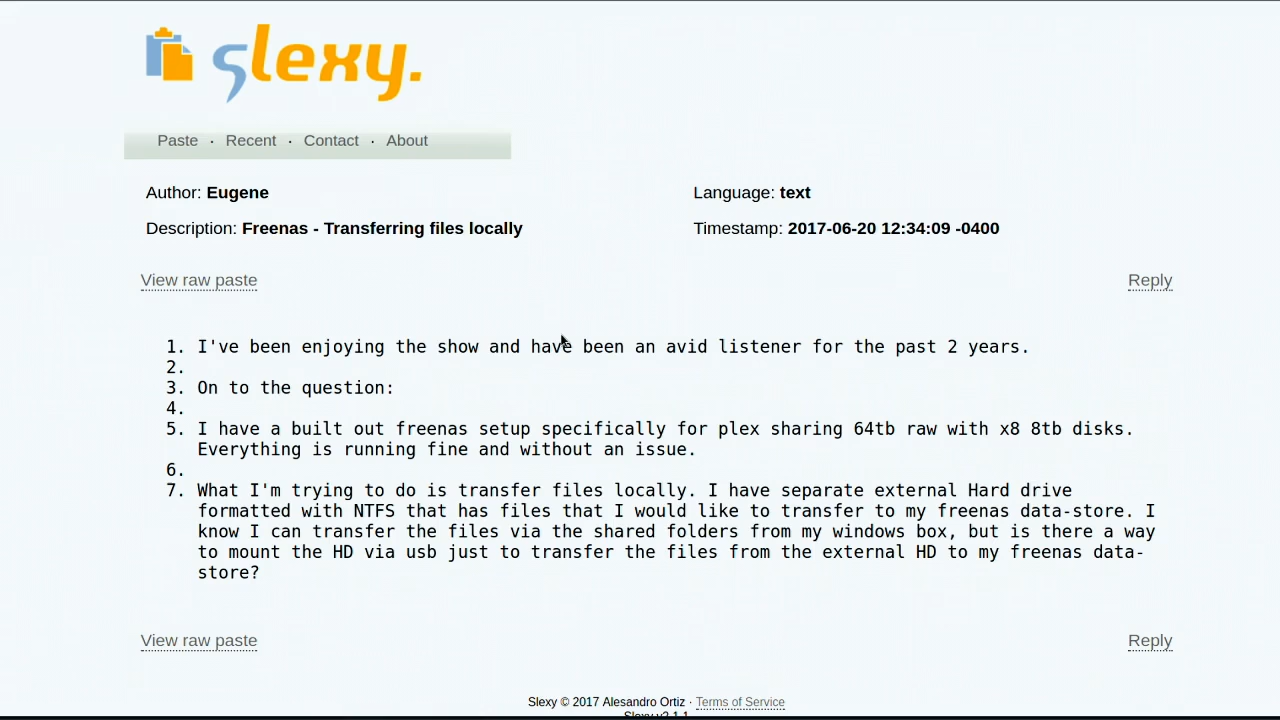 slexy.
Paste · Recent · Contact · About
Author: Eugene
Language: text
Description: Freenas - Transferring files locally
Timestamp: 2017-06-20 12:34:09 -0400
View raw paste
Reply
1. I've been enjoying the show and have been an avid listener for the past 2 years.
2.
3. On to the question:
4.
5. I have a built out freenas setup specifically for plex sharing 64tb raw with x8 8tb disks.
Everything is running fine and without an issue.
6.
7. What I'm trying to do is transfer files locally. I have separate external Hard drive
formatted with NTFS that has files that I would like to transfer to my freenas data-store. I
know I can transfer the files via the shared folders from my windows box, but is there a way
to mount the HD via usb just to transfer the files from the external HD to my freenas data-
store?
View raw paste
Reply
Slexy © 2017 Alesandro Ortiz · Terms of Service
Slexy v2.1.1